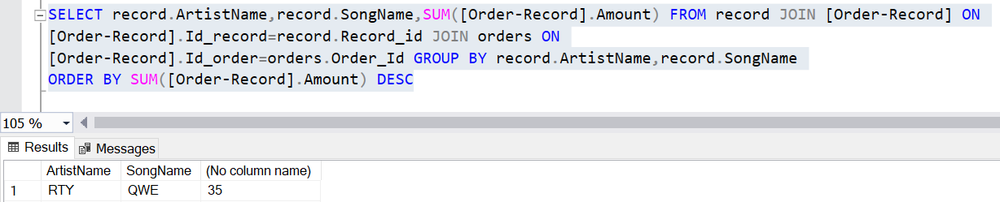 SELECT record.ArtistName,record.SongName,SUM([Order-Record].Amount) FROM record JOIN [Order-Record] ON
[Order-Record].Id_record=record.Record_id JOIN orders ON
[Order-Record].Id_order=orders.Order_Id GROUP BY record.ArtistName,record.SongName
ORDER BY SUM([Order-Record].Amount) DESC
105 %
Results Messages
ArtistName SongName (No column name)
1 RTY QWE 35